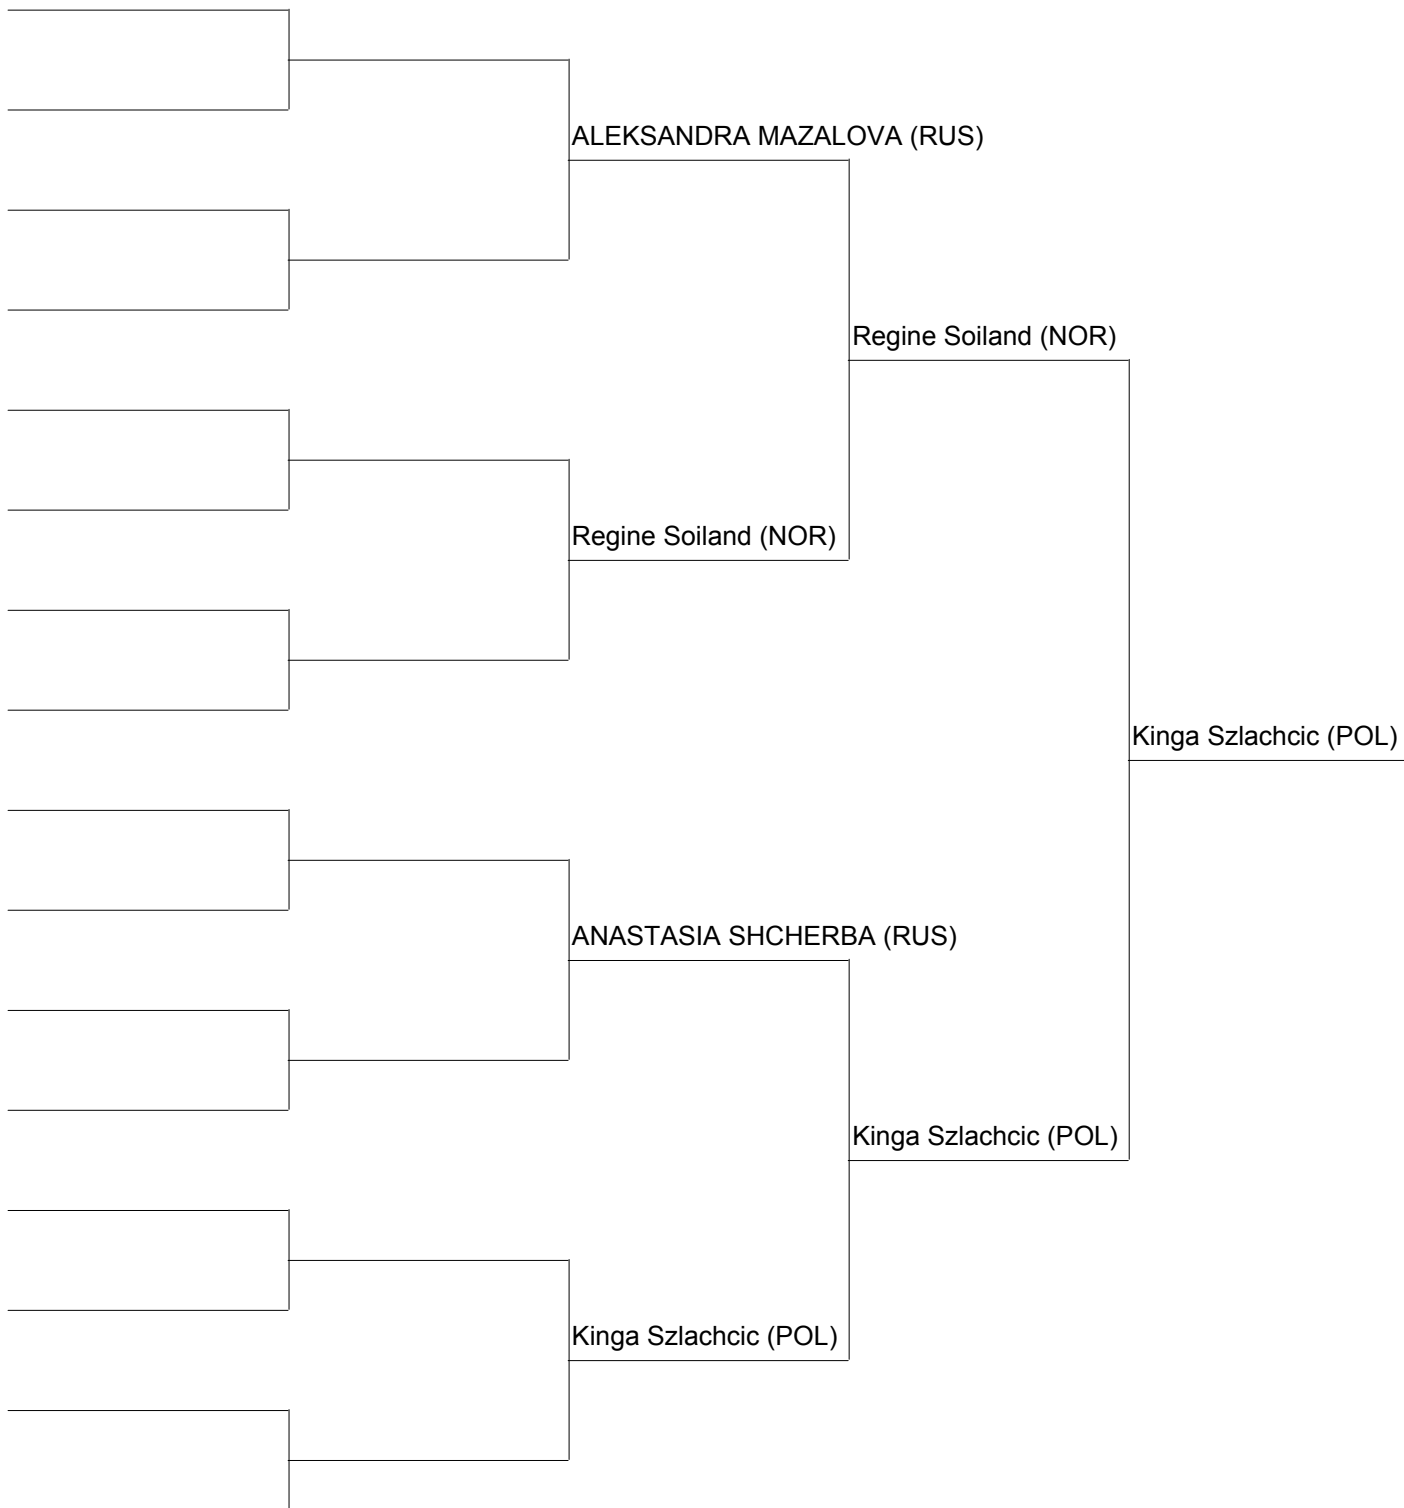 ALEKSANDRA MAZALOVA (RUS)
Regine Soiland (NOR)
Regine Soiland (NOR)
Kinga Szlachcic (POL)
ANASTASIA SHCHERBA (RUS)
Kinga Szlachcic (POL)
Kinga Szlachcic (POL)